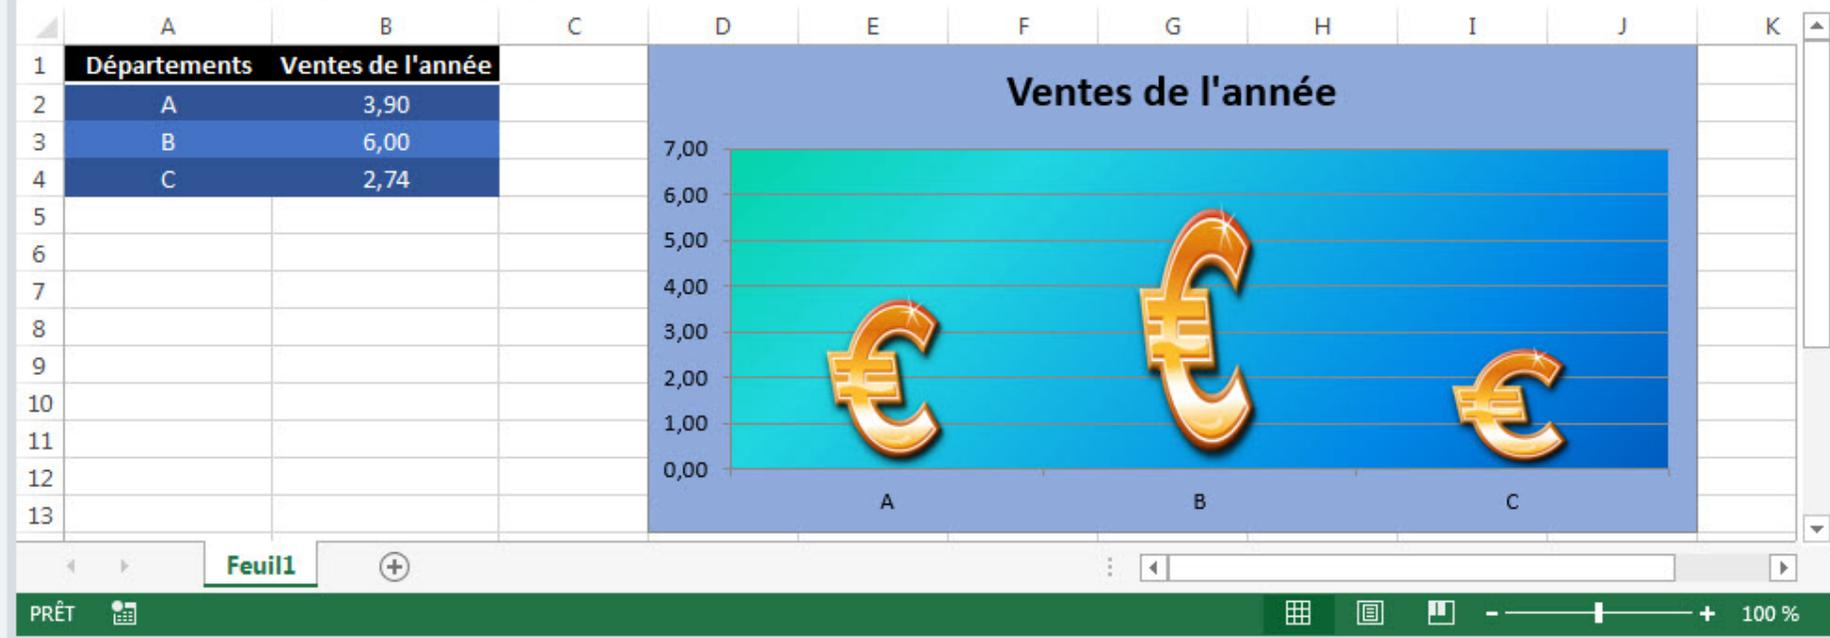 A B C D E F G H I J K
1 Départements Ventes de l'année
2 A 3,90
3 B 6,00
4 C 2,74
5
6
7
8
9
10
11
12
13
Ventes de l'année
7,00
6,00
5,00
4,00
3,00
2,00
1,00
0,00
A B C
Feuil1
PRÊT 100 %